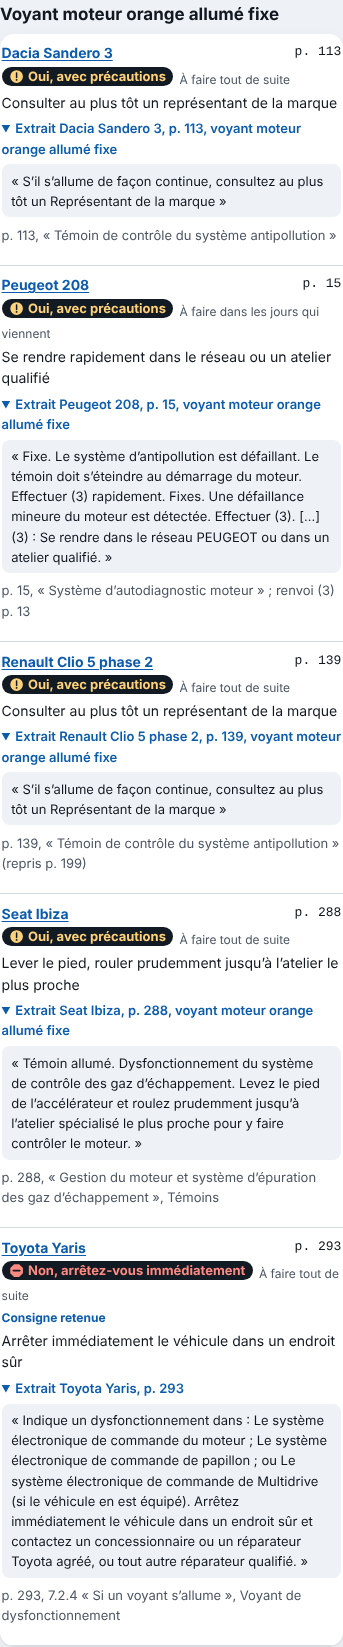 Voyant moteur orange allumé fixe
Dacia Sandero 3 p. 113
Oui, avec précautions À faire tout de suite
Consulter au plus tôt un représentant de la marque
▼ Extrait Dacia Sandero 3, p. 113, voyant moteur
orange allumé fixe
« S’il s’allume de façon continue, consultez au plus
tôt un Représentant de la marque »
p. 113, « Témoin de contrôle du système antipollution »
Peugeot 208 p. 15
Oui, avec précautions À faire dans les jours qui
viennent
Se rendre rapidement dans le réseau ou un atelier
qualifié
▼ Extrait Peugeot 208, p. 15, voyant moteur orange
allumé fixe
« Fixe. Le système d’antipollution est défaillant. Le
témoin doit s’éteindre au démarrage du moteur.
Effectuer (3) rapidement. Fixes. Une défaillance
mineure du moteur est détectée. Effectuer (3). [...]
(3) : Se rendre dans le réseau PEUGEOT ou dans un
atelier qualifié. »
p. 15, « Système d’autodiagnostic moteur » ; renvoi (3)
p. 13
Renault Clio 5 phase 2 p. 139
Oui, avec précautions À faire tout de suite
Consulter au plus tôt un représentant de la marque
▼ Extrait Renault Clio 5 phase 2, p. 139, voyant moteur
orange allumé fixe
« S’il s’allume de façon continue, consultez au plus
tôt un Représentant de la marque »
p. 139, « Témoin de contrôle du système antipollution »
(repris p. 199)
Seat Ibiza p. 288
Oui, avec précautions À faire tout de suite
Lever le pied, rouler prudemment jusqu’à l’atelier le
plus proche
▼ Extrait Seat Ibiza, p. 288, voyant moteur orange
allumé fixe
« Témoin allumé. Dysfonctionnement du système
de contrôle des gaz d’échappement. Levez le pied
de l’accélérateur et roulez prudemment jusqu’à
l’atelier spécialisé le plus proche pour y faire
contrôler le moteur. »
p. 288, « Gestion du moteur et système d’épuration
des gaz d’échappement », Témoins
Toyota Yaris p. 293
Non, arrêtez-vous immédiatement À faire tout de
suite
Consigne retenue
Arrêter immédiatement le véhicule dans un endroit
sûr
▼ Extrait Toyota Yaris, p. 293
« Indique un dysfonctionnement dans : Le système
électronique de commande du moteur ; Le système
électronique de commande de papillon ; ou Le
système électronique de commande de Multidrive
(si le véhicule en est équipé). Arrêtez
immédiatement le véhicule dans un endroit sûr et
contactez un concessionnaire ou un réparateur
Toyota agréé, ou tout autre réparateur qualifié. »
p. 293, 7.2.4 « Si un voyant s’allume », Voyant de
dysfonctionnement